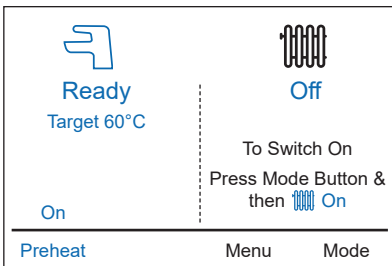 Ready
Target 60°C
On
Off
To Switch On
Press Mode Button &
then On
Preheat
Menu
Mode